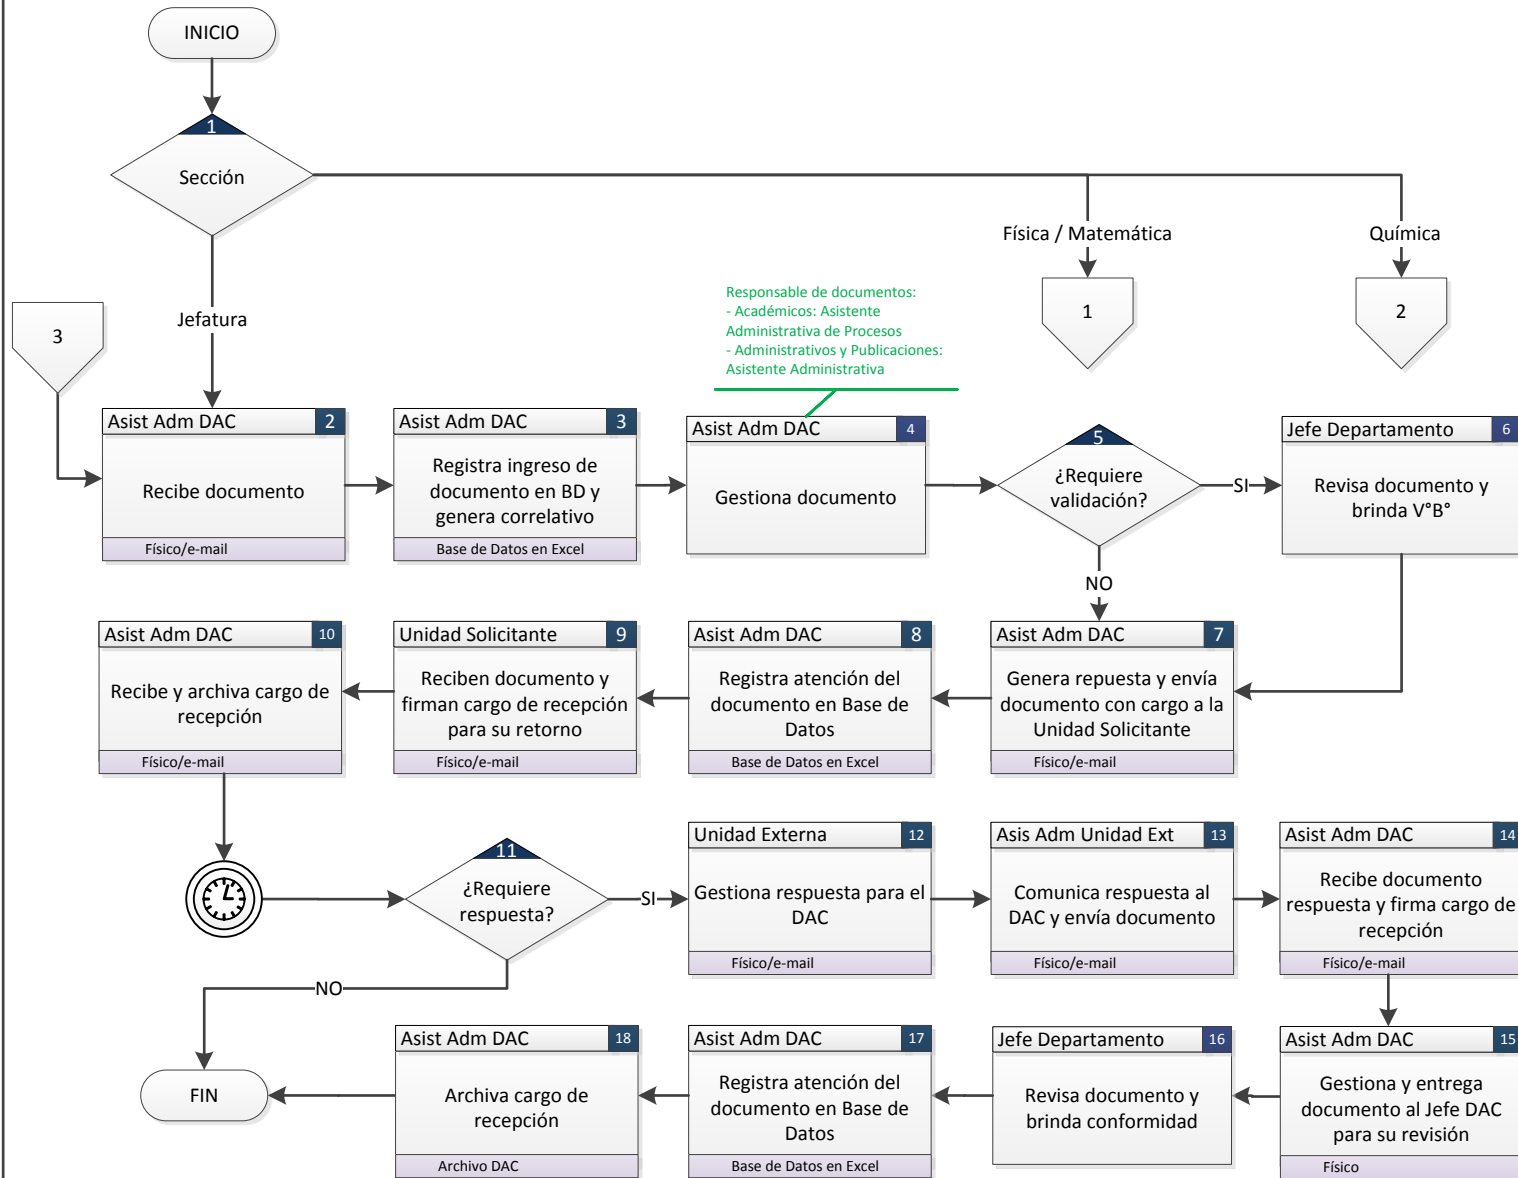 INICIO
1
Sección
Física / Matemática
Química
Jefatura
3
1
2
Responsable de documentos:
- Académicos: Asistente
Administrativa de Procesos
- Administrativos y Publicaciones:
Asistente Administrativa
Asist Adm DAC 2
Recibe documento
Físico/e-mail
Asist Adm DAC 3
Registra ingreso de
documento en BD y
genera correlativo
Base de Datos en Excel
Asist Adm DAC 4
Gestiona documento
5
¿Requiere
validación?
SI
NO
Jefe Departamento 6
Revisa documento y
brinda V°B°
Asist Adm DAC 10
Recibe y archiva cargo de
recepción
Físico/e-mail
Unidad Solicitante 9
Reciben documento y
firman cargo de recepción
para su retorno
Físico/e-mail
Asist Adm DAC 8
Registra atención del
documento en Base de
Datos
Base de Datos en Excel
Asist Adm DAC 7
Genera repuesta y envía
documento con cargo a la
Unidad Solicitante
Físico/e-mail
11
¿Requiere
respuesta?
SI
NO
Unidad Externa 12
Gestiona respuesta para el
DAC
Físico/e-mail
Asis Adm Unidad Ext 13
Comunica respuesta al
DAC y envía documento
Físico/e-mail
Asist Adm DAC 14
Recibe documento
respuesta y firma cargo de
recepción
Físico/e-mail
FIN
Asist Adm DAC 18
Archiva cargo de
recepción
Archivo DAC
Asist Adm DAC 17
Registra atención del
documento en Base de
Datos
Base de Datos en Excel
Jefe Departamento 16
Revisa documento y
brinda conformidad
Asist Adm DAC 15
Gestiona y entrega
documento al Jefe DAC
para su revisión
Físico